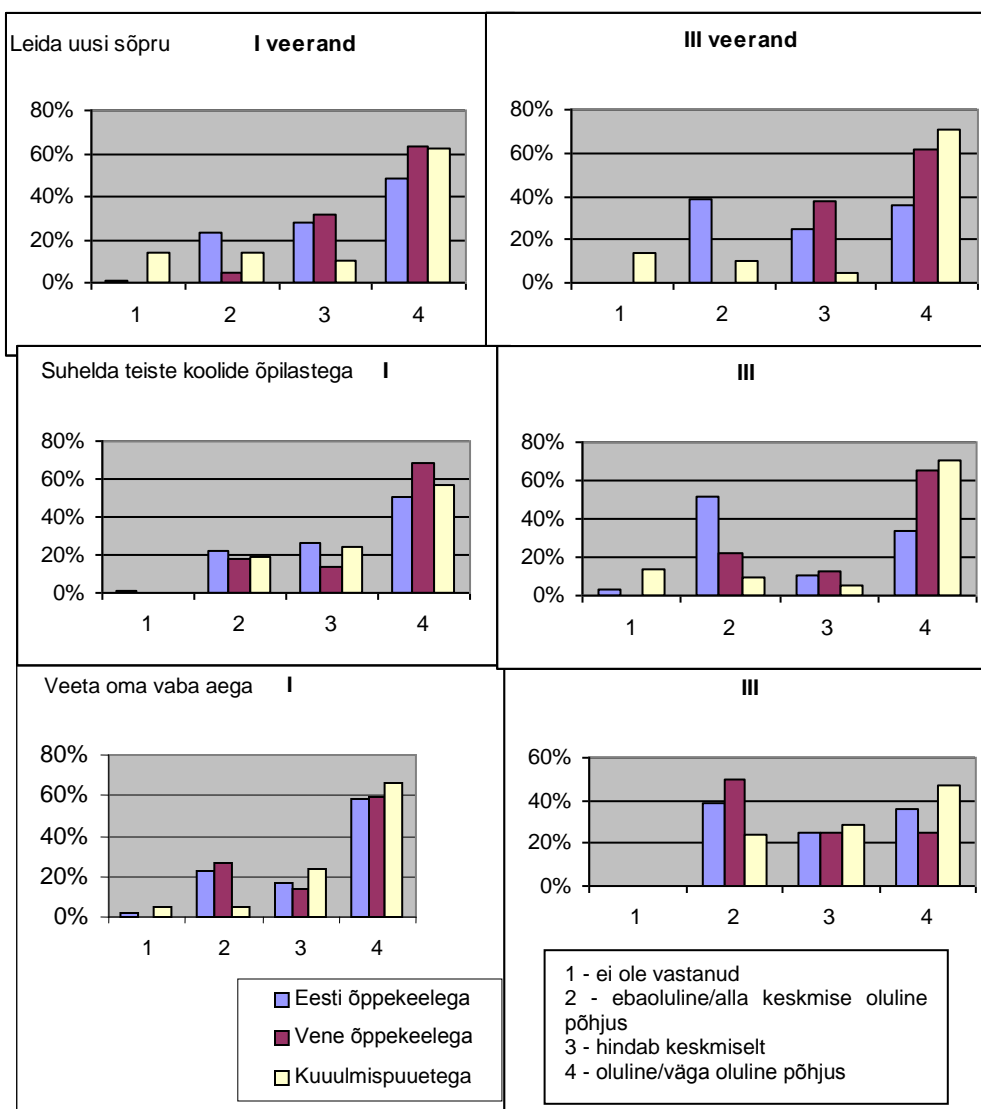 Leida uusi sõpru I veerand
III veerand
80%
60%
40%
20%
0%
1 2 3 4
80%
60%
40%
20%
0%
1 2 3 4
Suhelda teiste koolide õpilastega I
III
80%
60%
40%
20%
0%
1 2 3 4
80%
60%
40%
20%
0%
1 2 3 4
Veeta oma vaba aega I
III
80%
60%
40%
20%
0%
1 2 3 4
60%
40%
20%
0%
1 2 3 4
Eesti õppekeelega
Vene õppekeelega
Kuuulmispuuetega
1 - ei ole vastanud
2 - ebaoluline/alla keskmise oluline
põhjus
3 - hindab keskmiselt
4 - oluline/väga oluline põhjus